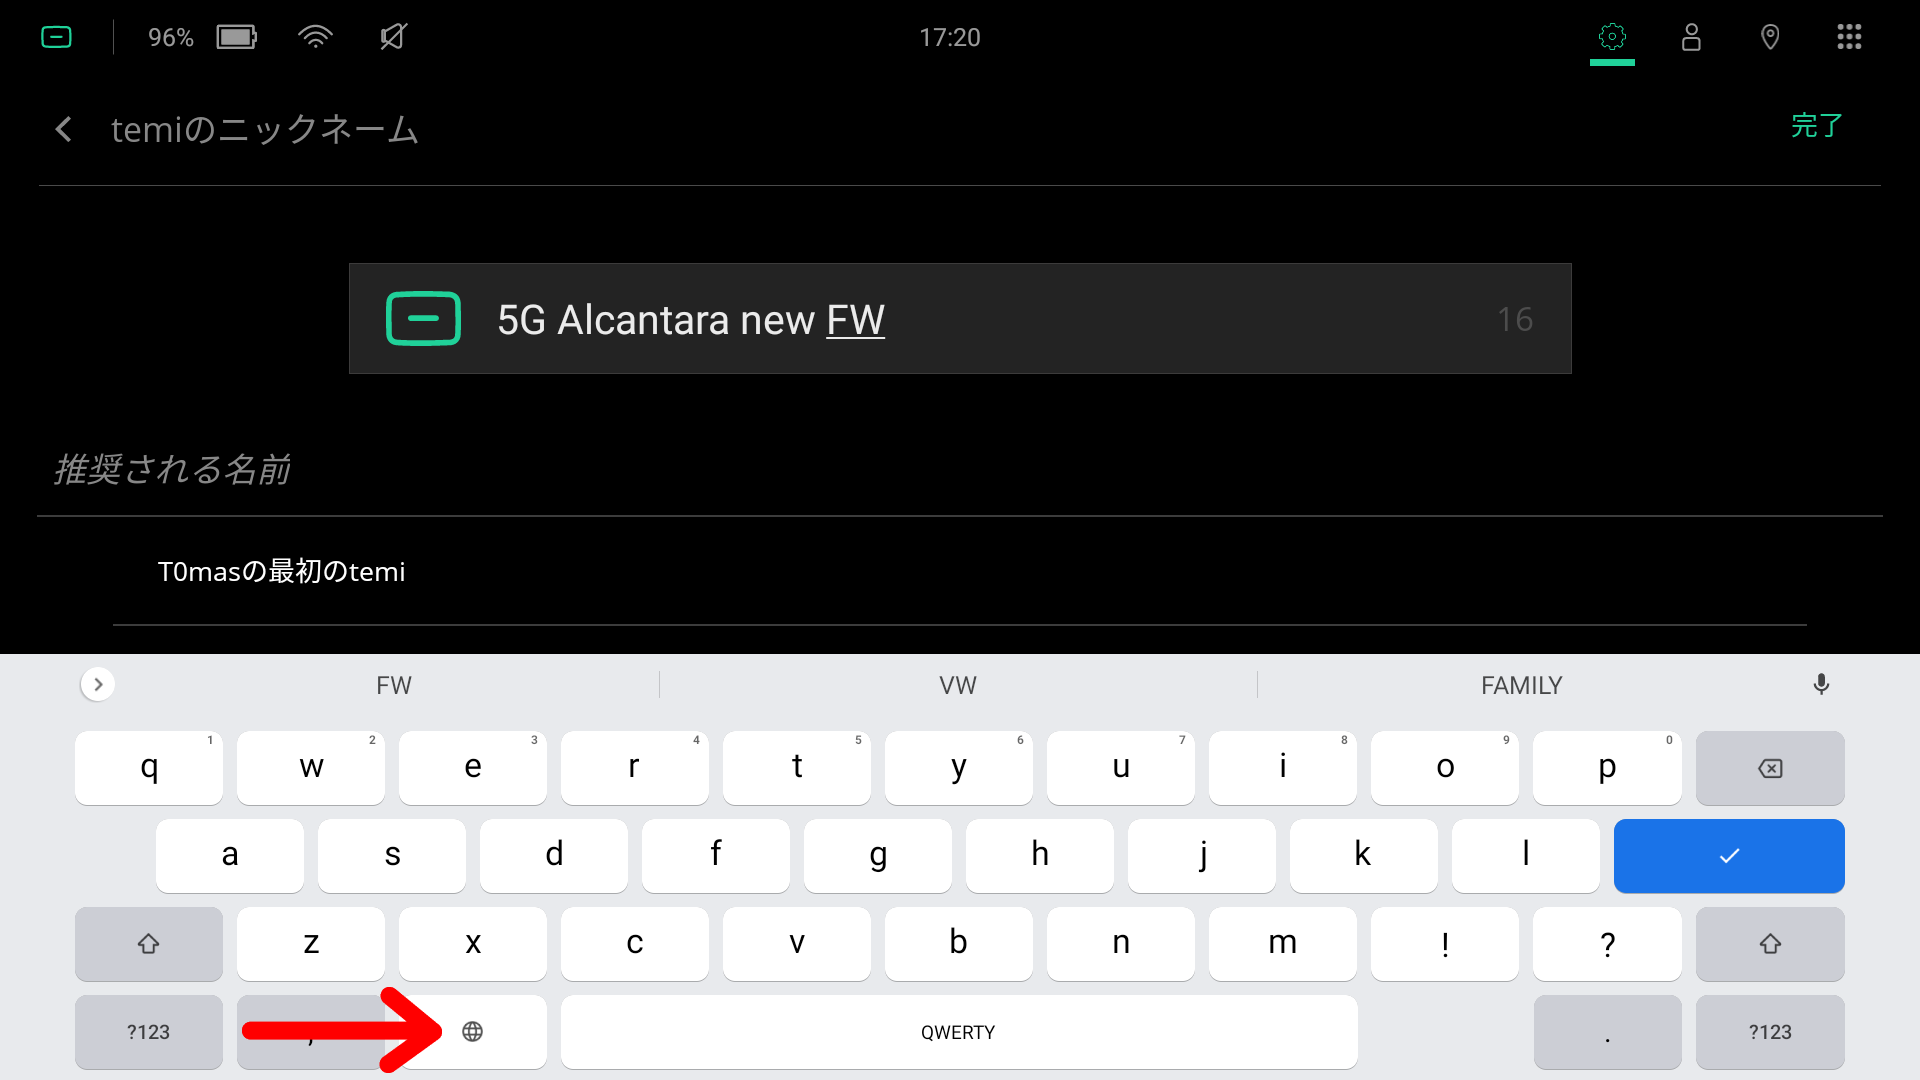 96%
17:20
temiのニックネーム
完了
5G Alcantara new FW
16
推奨される名前
T0masの最初のtemi
FW VW FAMILY
q 1 w 2 e 3 r 4 t 5 y 6 u 7 i 8 o 9 p 0
a s d f g h j k l
z x c v b n m ! ?
?123 , QWERTY . ?123